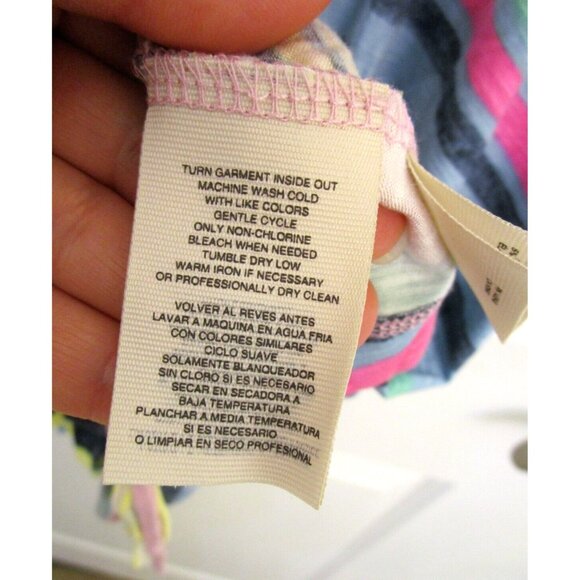 TURN GARMENT INSIDE OUT
MACHINE WASH COLD
WITH LIKE COLORS
GENTLE CYCLE
ONLY NON-CHLORINE
BLEACH WHEN NEEDED
TUMBLE DRY LOW
WARM IRON IF NECESSARY
OR PROFESSIONALLY DRY CLEAN
VOLVER AL REVES ANTES
LAVAR A MAQUINA EN AGUA FRIA
CON COLORES SIMILARES
CICLO SUAVE
SOLAMENTE BLANQUEADOR
SIN CLORO SI ES NECESARIO
SECAR EN SECADORA A
BAJA TEMPERATURA
PLANCHAR A MEDIA TEMPERATURA
SI ES NECESARIO
O LIMPIAR EN SECO PROFESIONAL